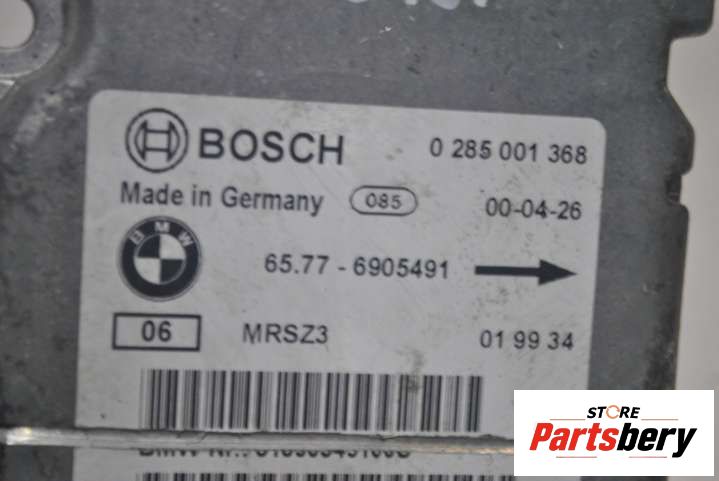 BOSCH 0 285 001 368
Made in Germany 085 00-04-26
BMW 65.77 - 6905491
06 MRSZ3 01 99 34
STORE
Partsbery